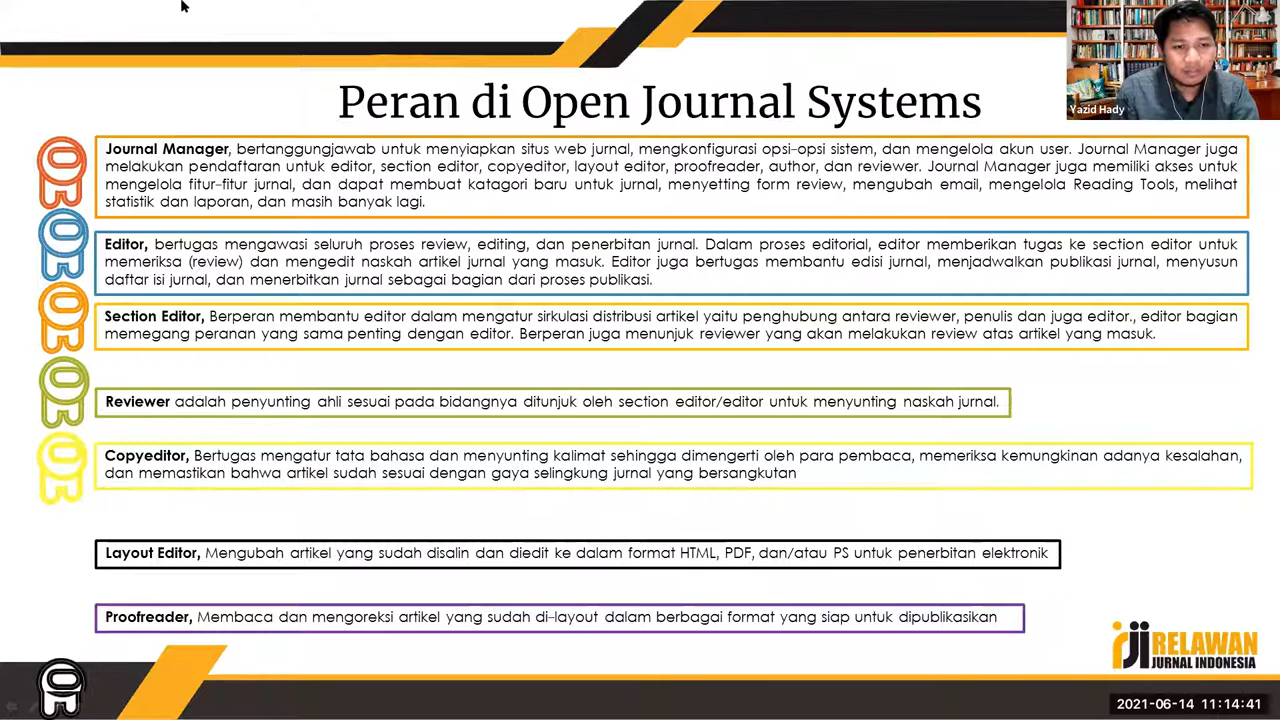 Yazid Hady
Peran di Open Journal Systems
Journal Manager, bertanggungjawab untuk menyiapkan situs web jurnal, mengkonfigurasi opsi-opsi sistem, dan mengelola akun user. Journal Manager juga
melakukan pendaftaran untuk editor, section editor, copyeditor, layout editor, proofreader, author, dan reviewer. Journal Manager juga memiliki akses untuk
mengelola fitur-fitur jurnal, dan dapat membuat katagori baru untuk jurnal, menyetting form review, mengubah email, mengelola Reading Tools, melihat
statistik dan laporan, dan masih banyak lagi.
Editor, bertugas mengawasi seluruh proses review, editing, dan penerbitan jurnal. Dalam proses editorial, editor memberikan tugas ke section editor untuk
memeriksa (review) dan mengedit naskah artikel jurnal yang masuk. Editor juga bertugas membantu edisi jurnal, menjadwalkan publikasi jurnal, menyusun
daftar isi jurnal, dan menerbitkan jurnal sebagai bagian dari proses publikasi.
Section Editor, Berperan membantu editor dalam mengatur sirkulasi distribusi artikel yaitu penghubung antara reviewer, penulis dan juga editor., editor bagian
memegang peranan yang sama penting dengan editor. Berperan juga menunjuk reviewer yang akan melakukan review atas artikel yang masuk.
Reviewer adalah penyunting ahli sesuai pada bidangnya ditunjuk oleh section editor/editor untuk menyunting naskah jurnal.
Copyeditor, Bertugas mengatur tata bahasa dan menyunting kalimat sehingga dimengerti oleh para pembaca, memeriksa kemungkinan adanya kesalahan,
dan memastikan bahwa artikel sudah sesuai dengan gaya selingkung jurnal yang bersangkutan
Layout Editor, Mengubah artikel yang sudah disalin dan diedit ke dalam format HTML, PDF, dan/atau PS untuk penerbitan elektronik
Proofreader, Membaca dan mengoreksi artikel yang sudah di-layout dalam berbagai format yang siap untuk dipublikasikan
RELAWAN
JURNAL INDONESIA
2021-06-14 11:14:41